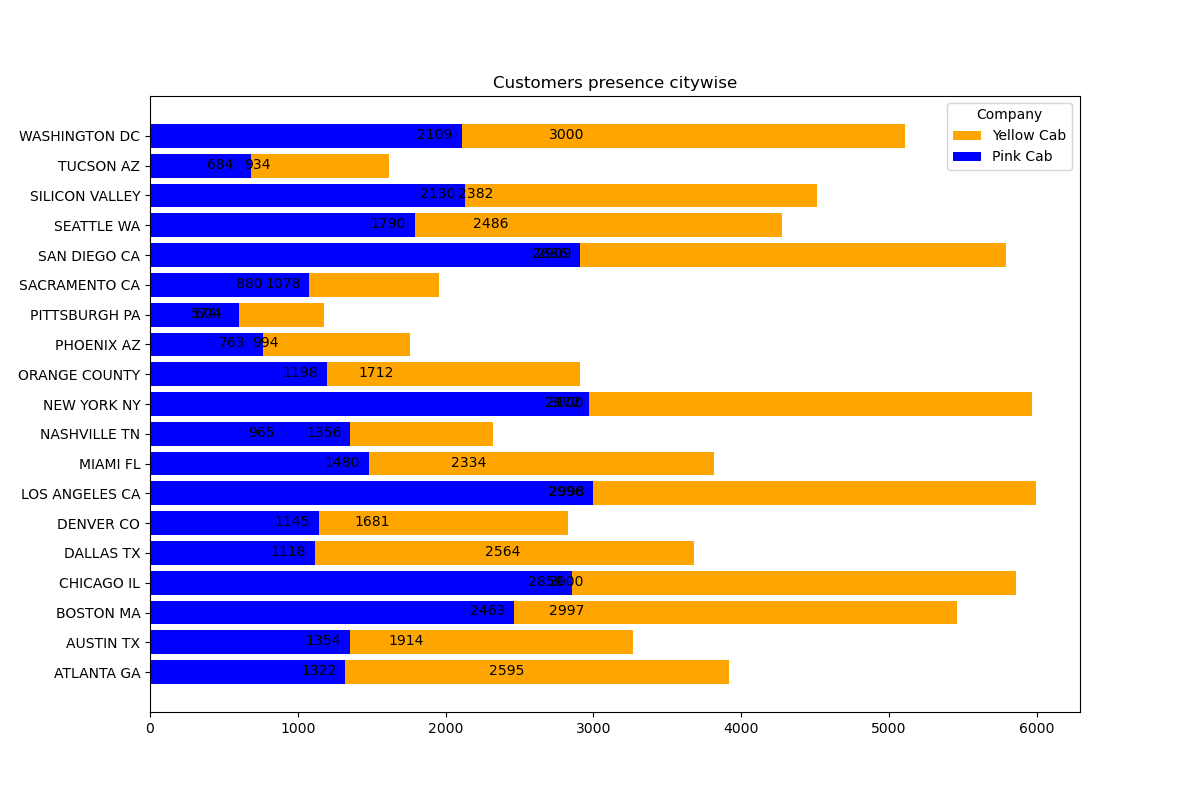 Customers presence citywise
Company
Yellow Cab
Pink Cab
WASHINGTON DC 2109 3000
TUCSON AZ 684 934
SILICON VALLEY 2130 2382
SEATTLE WA 1790 2486
SAN DIEGO CA
SACRAMENTO CA 880 1078
PITTSBURGH PA
PHOENIX AZ 763 994
ORANGE COUNTY 1198 1712
NEW YORK NY
NASHVILLE TN 965 1356
MIAMI FL 1480 2334
LOS ANGELES CA
DENVER CO 1145 1681
DALLAS TX 1118 2564
CHICAGO IL 3000
BOSTON MA 2463 2997
AUSTIN TX 1354 1914
ATLANTA GA 1322 2595
0 1000 2000 3000 4000 5000 6000